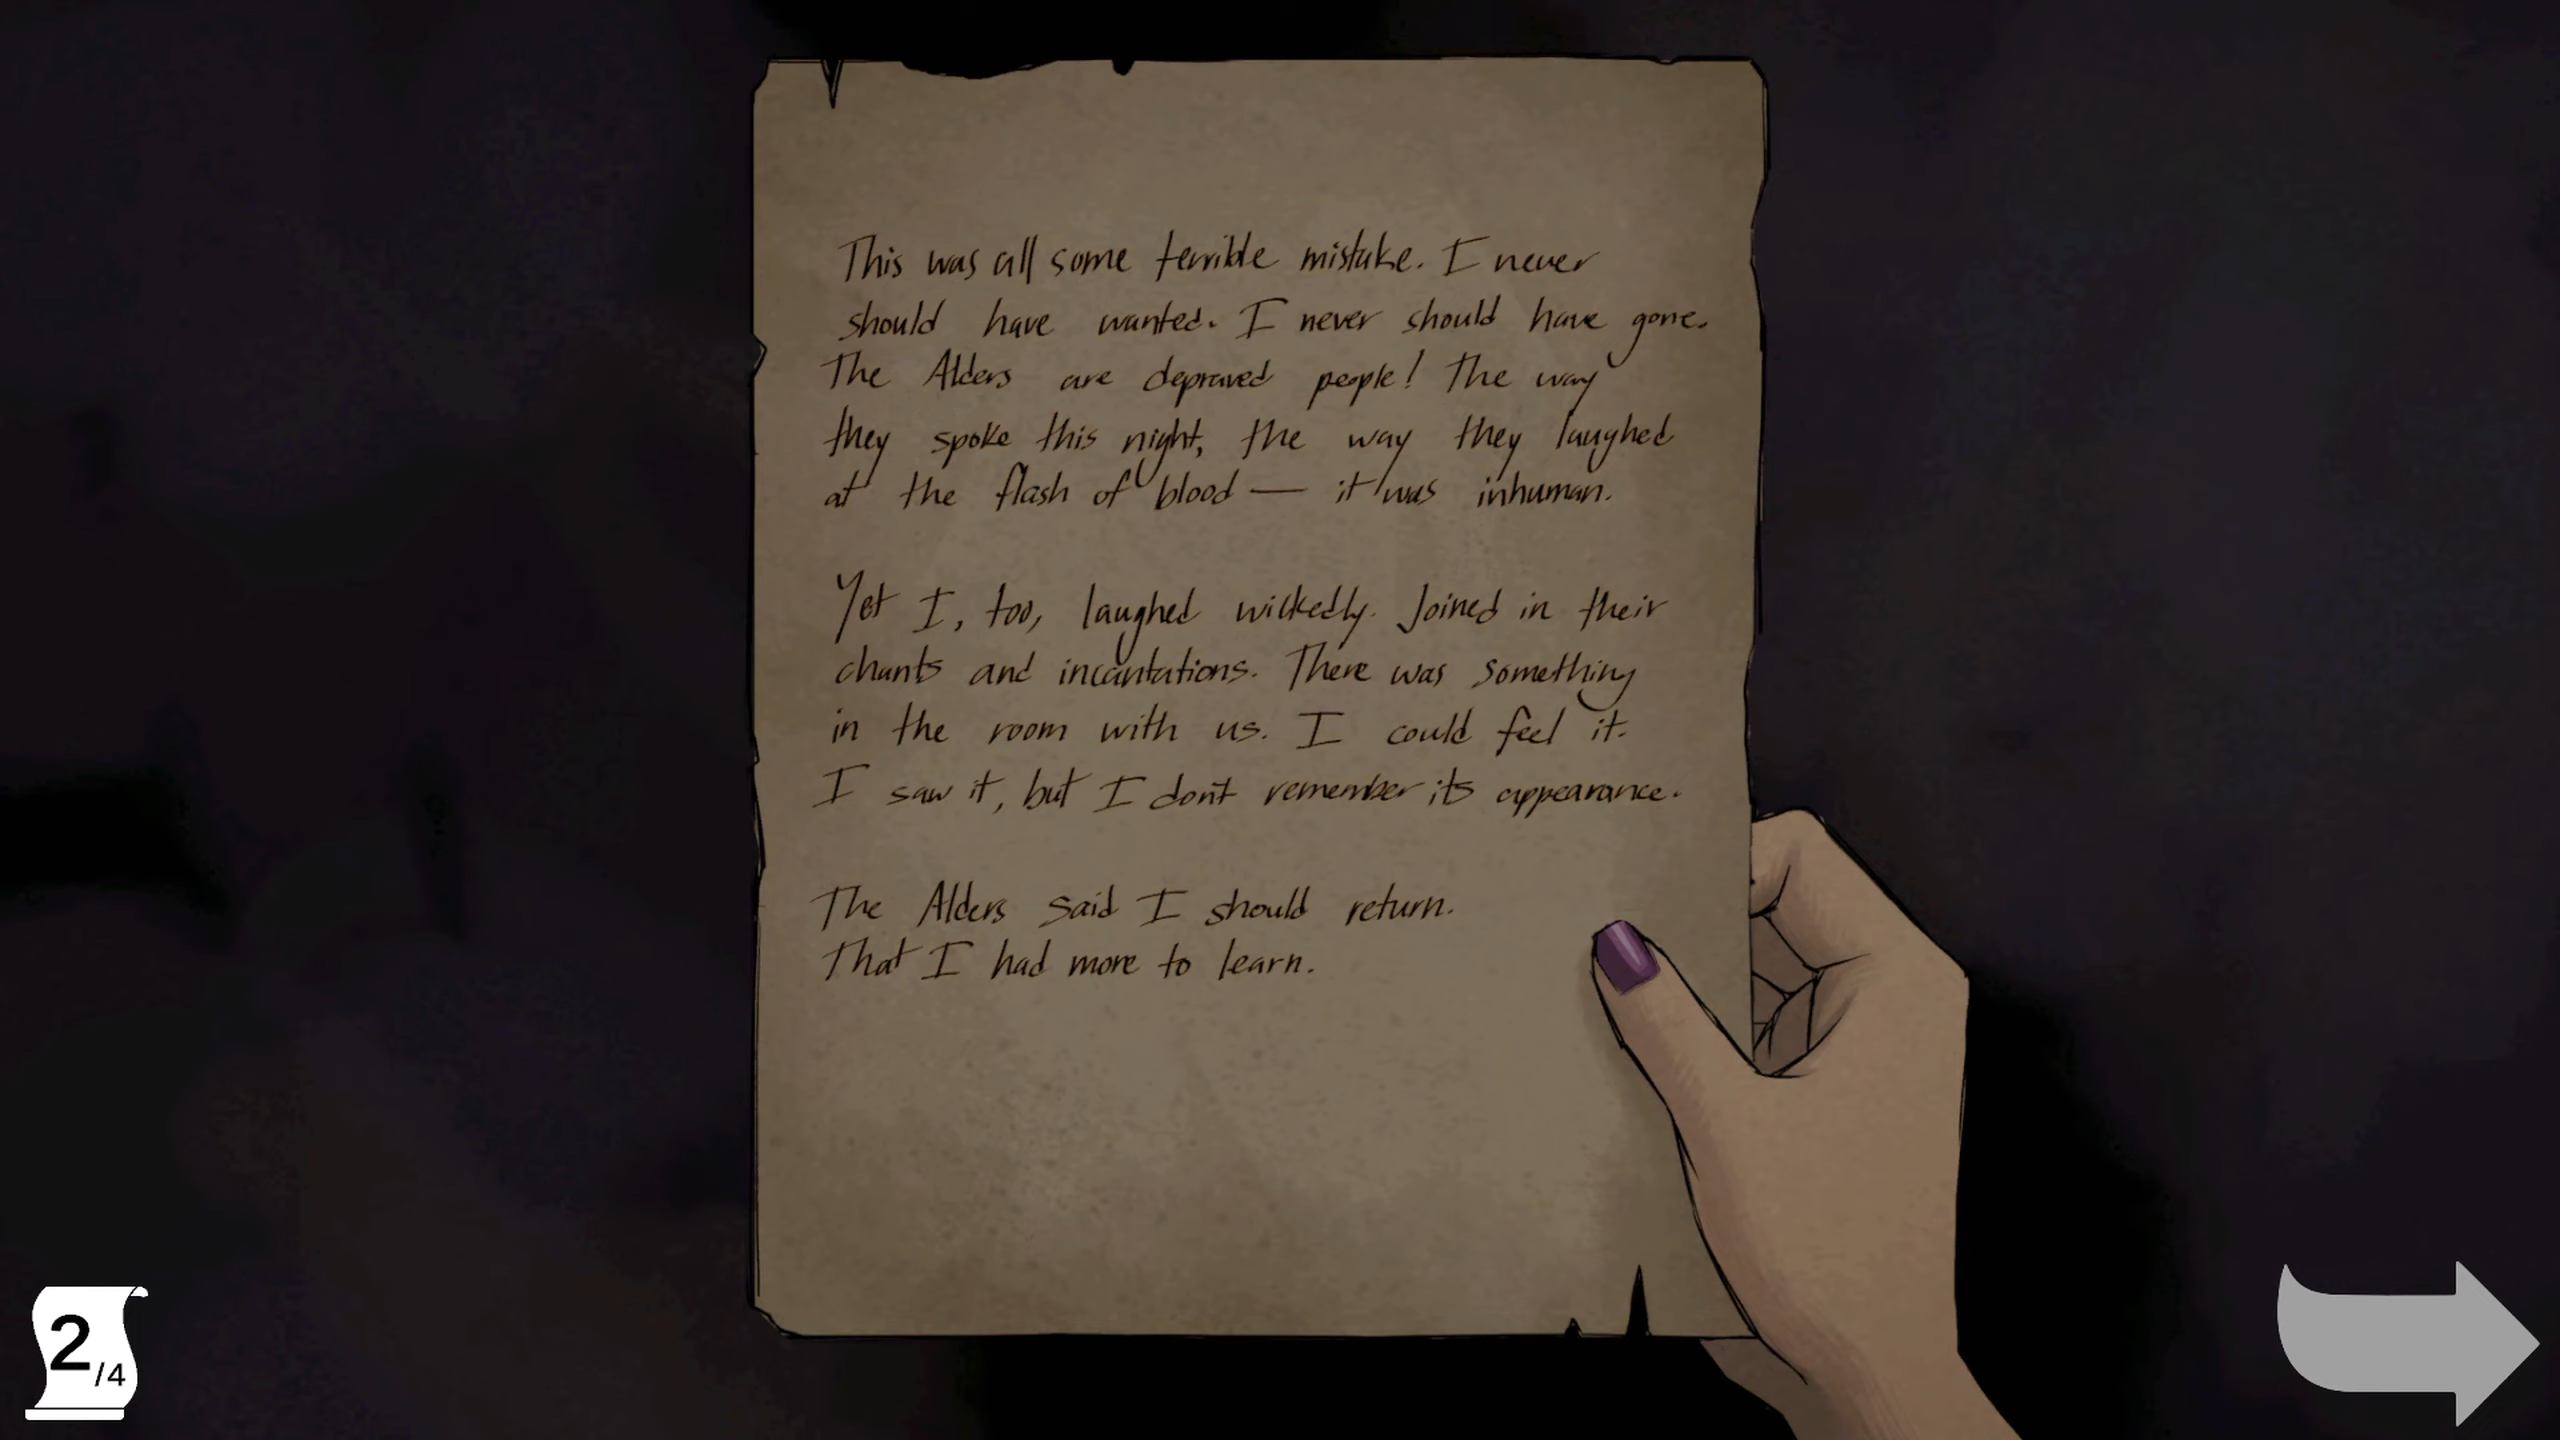 This was all some terrible mistake. I never
should have wanted. I never should have gone.
The Alders are depraved people! The way
they spoke this night, the way they laughed
at the flash of blood — it was inhuman.
Yet I, too, laughed wickedly. Joined in their
chants and incantations. There was something
in the room with us. I could feel it.
I saw it, but I don't remember its appearance.
The Alders said I should return.
That I had more to learn.
2/4